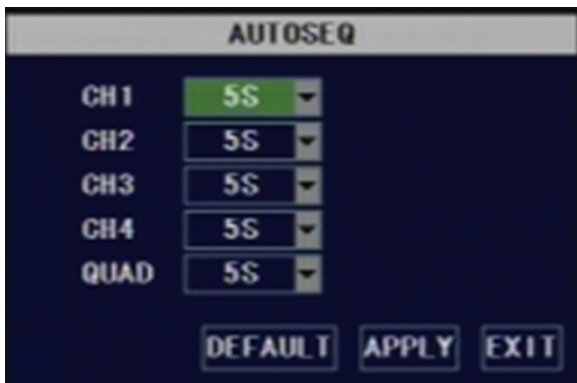 AUTOSEQ
CH1 5S
CH2 5S
CH3 5S
CH4 5S
QUAD 5S
DEFAULT APPLY EXIT